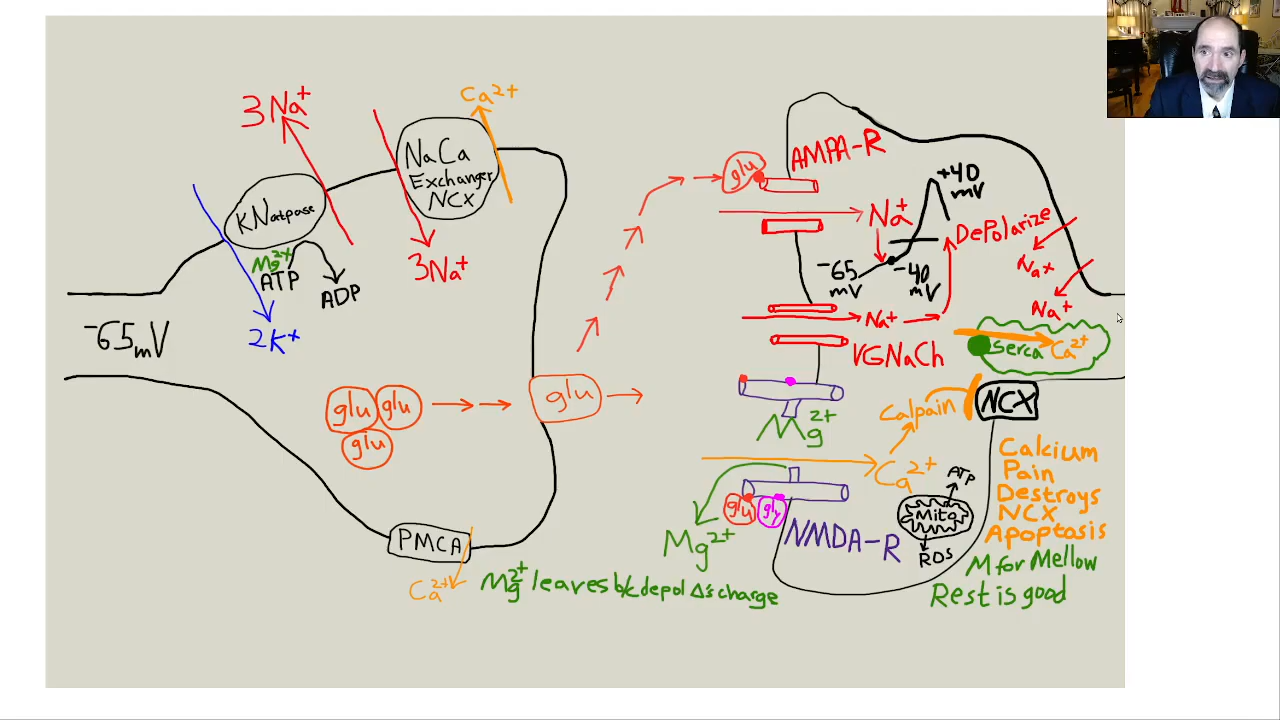 3Na+
Ca2+
NaCa
Exchanger
NCX
KNatpase
Mg2+
ATP
ADP
3Na+
2K+
-65mV
glu
glu
glu
glu
PMCA
Ca2+
Mg2+ leaves b/c depol Δ's charge
AMPA-R
glu
Na+
+40
mV
DePolarize
-65
mV
-40
mV
Na+
Na+
Na+
VGNaCh
Serca
Ca2+
Mg2+
Calpain
NCX
Ca2+
glu
gly
Mg2+
NMDA-R
ATP
Mito
ROS
Calcium
Pain
Destroys
NCX
Apoptasis
M for Mellow
Rest is good